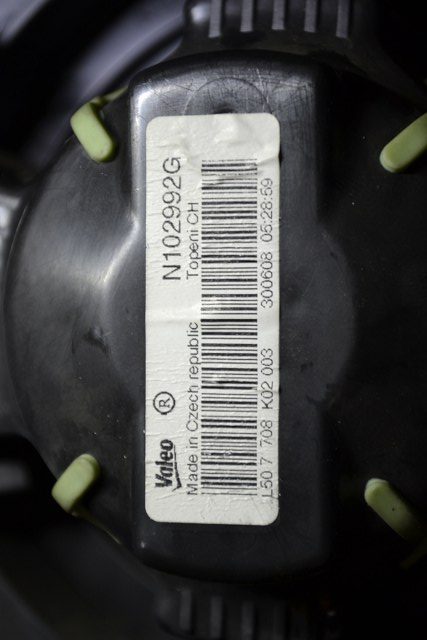 Valeo ® N102992G
Made in Czech republic Topeni CH
L50 7 708 K02 003 300608 05:28:59